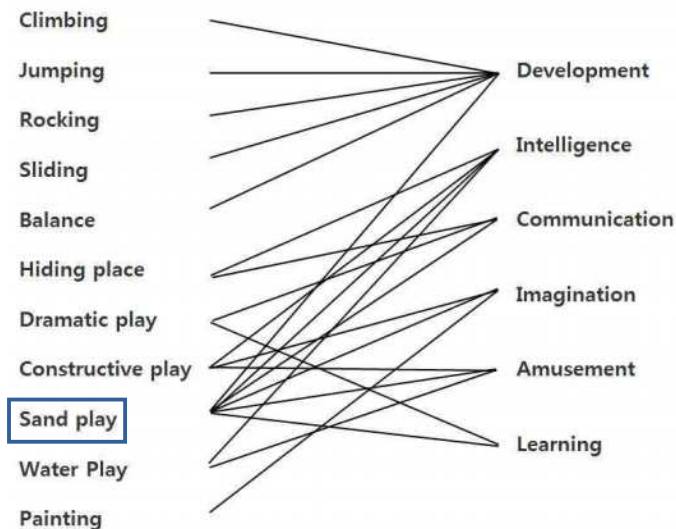 Climbing
Jumping
Rocking
Sliding
Balance
Hiding place
Dramatic play
Constructive play
Sand play
Water Play
Painting
Development
Intelligence
Communication
Imagination
Amusement
Learning